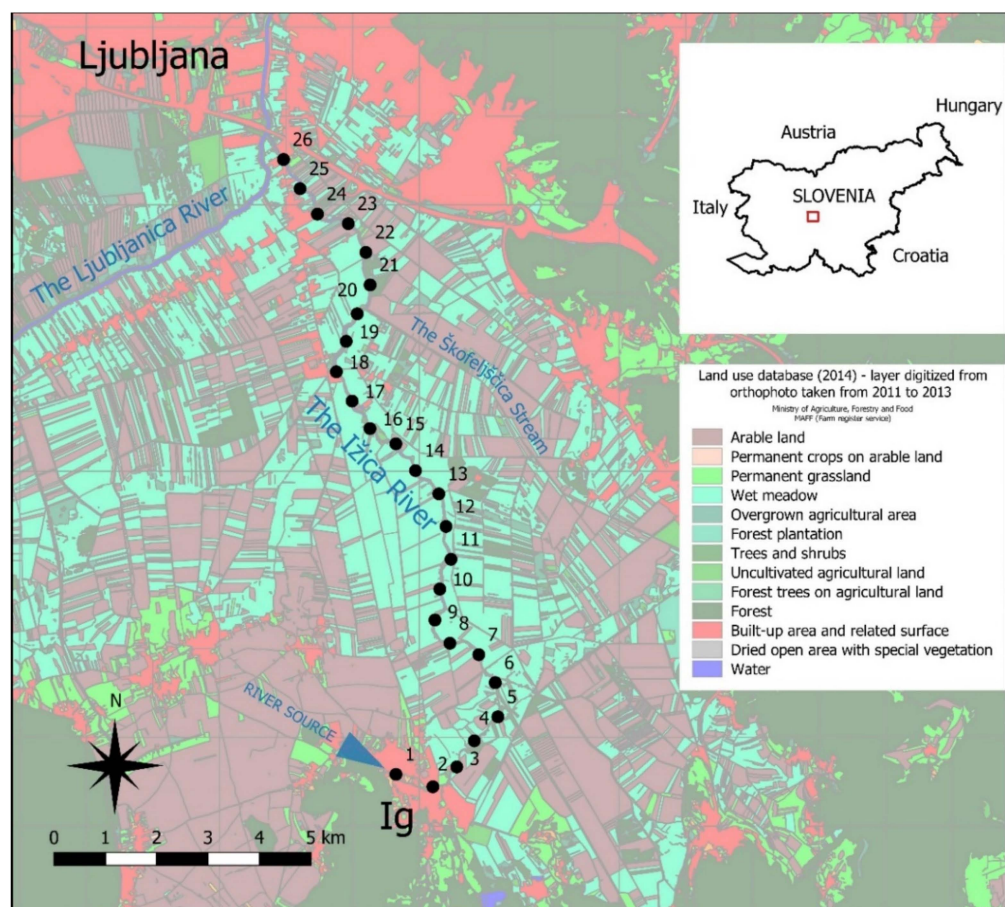 Ljubljana
26
25
24
23
22
21
20
19
18
17
16
15
14
13
12
11
10
9
8
7
6
5
4
3
2
1
The Ljubljanica River
The Škofeljščica Stream
The Ižica River
RIVER SOURCE
Ig
N
0 1 2 3 4 5 km
Hungary
Austria
SLOVENIA
Italy
Croatia
Land use database (2014) - layer digitized from
orthophoto taken from 2011 to 2013
Ministry of Agriculture, Forestry and Food
MAFF (Farm register service)
Arable land
Permanent crops on arable land
Permanent grassland
Wet meadow
Overgrown agricultural area
Forest plantation
Trees and shrubs
Uncultivated agricultural land
Forest trees on agricultural land
Forest
Built-up area and related surface
Dried open area with special vegetation
Water